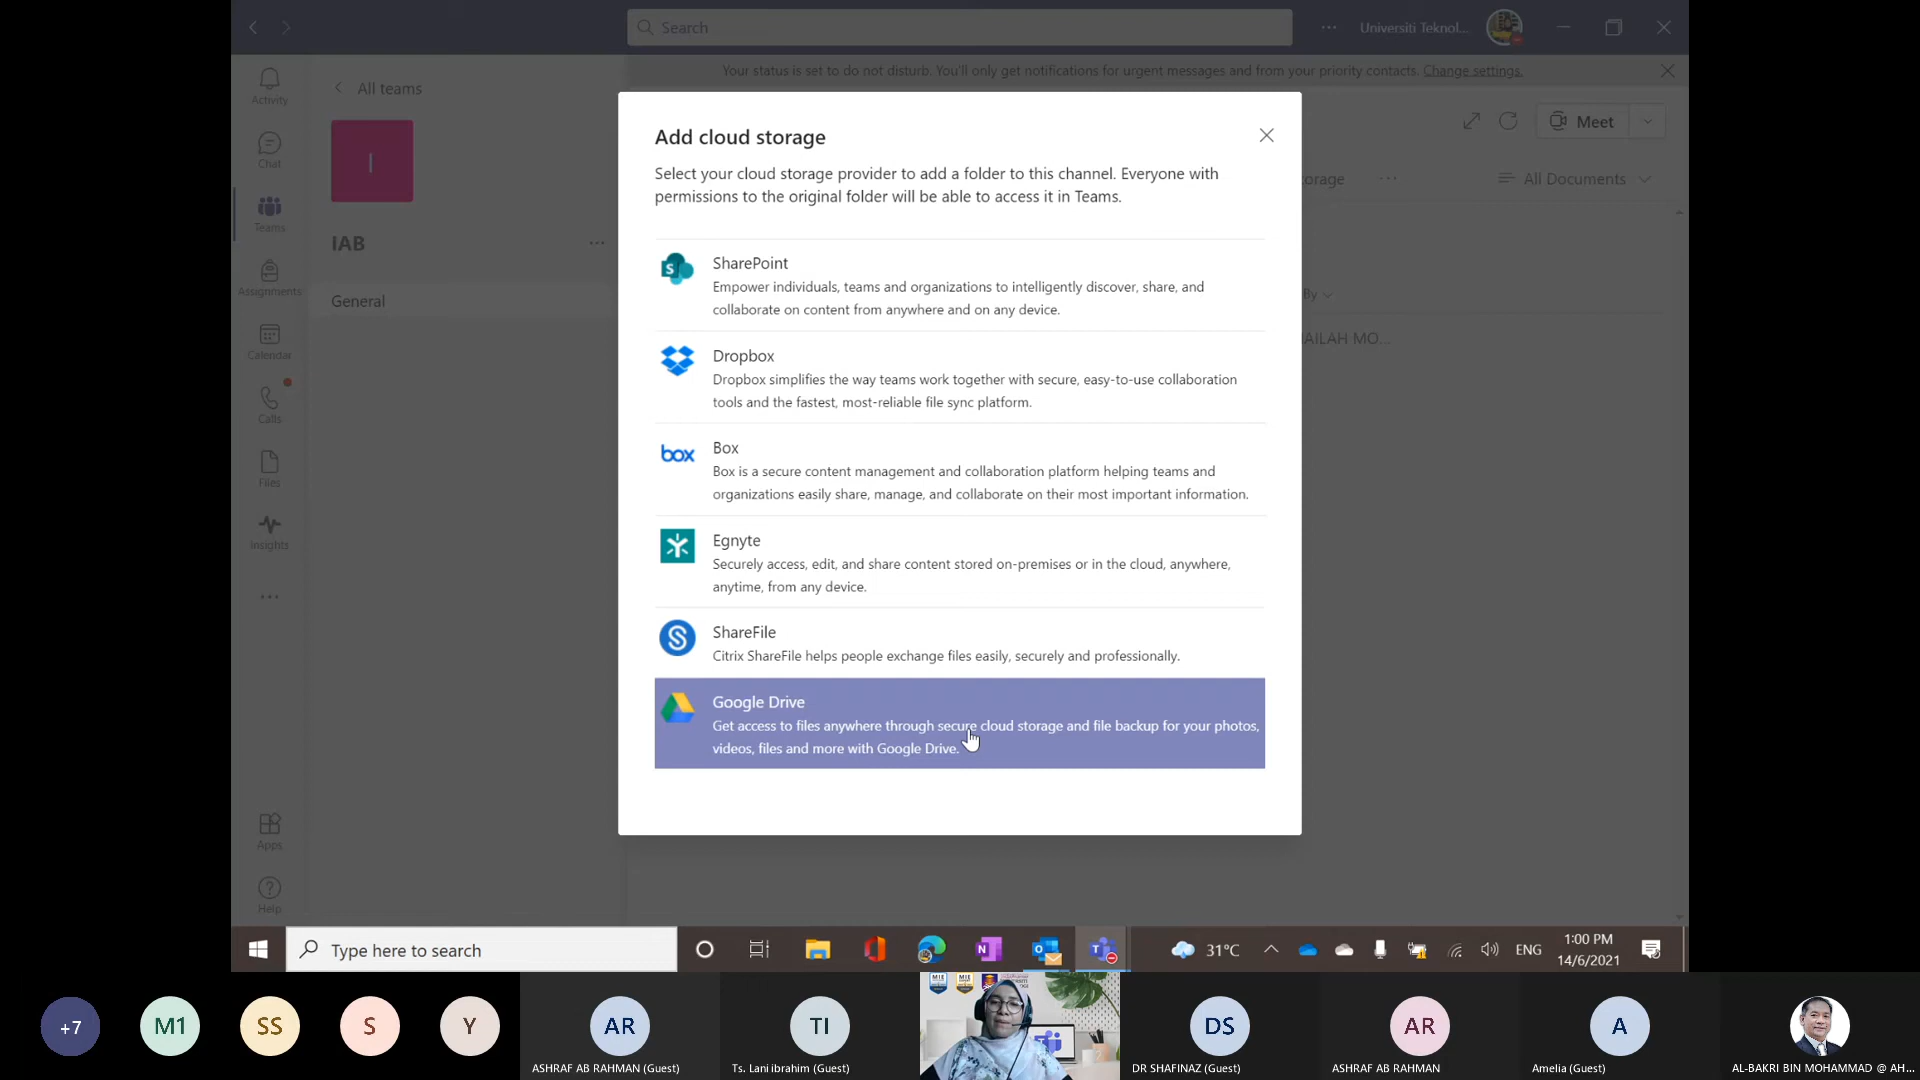 Search
Universiti Teknol...
Your status is set to do not disturb. You'll only get notifications for urgent messages and from your priority contacts. Change settings.
Activity
Chat
Teams
Assignments
Calendar
Calls
Files
Insights
Apps
Help
All teams
I
IAB
General
Meet
orage
All Documents
By
AILAH MO...
Add cloud storage
Select your cloud storage provider to add a folder to this channel. Everyone with
permissions to the original folder will be able to access it in Teams.
SharePoint
Empower individuals, teams and organizations to intelligently discover, share, and
collaborate on content from anywhere and on any device.
Dropbox
Dropbox simplifies the way teams work together with secure, easy-to-use collaboration
tools and the fastest, most-reliable file sync platform.
box
Box
Box is a secure content management and collaboration platform helping teams and
organizations easily share, manage, and collaborate on their most important information.
Egnyte
Securely access, edit, and share content stored on-premises or in the cloud, anywhere,
anytime, from any device.
ShareFile
Citrix ShareFile helps people exchange files easily, securely and professionally.
Google Drive
Get access to files anywhere through secure cloud storage and file backup for your photos,
videos, files and more with Google Drive.
Type here to search
31°C
ENG
1:00 PM
14/6/2021
+7
M1
SS
S
Y
AR
ASHRAF AB RAHMAN (Guest)
TI
Ts. Lani ibrahim (Guest)
DS
DR SHAFINAZ (Guest)
AR
ASHRAF AB RAHMAN
A
Amelia (Guest)
AL-BAKRI BIN MOHAMMAD @ AH...